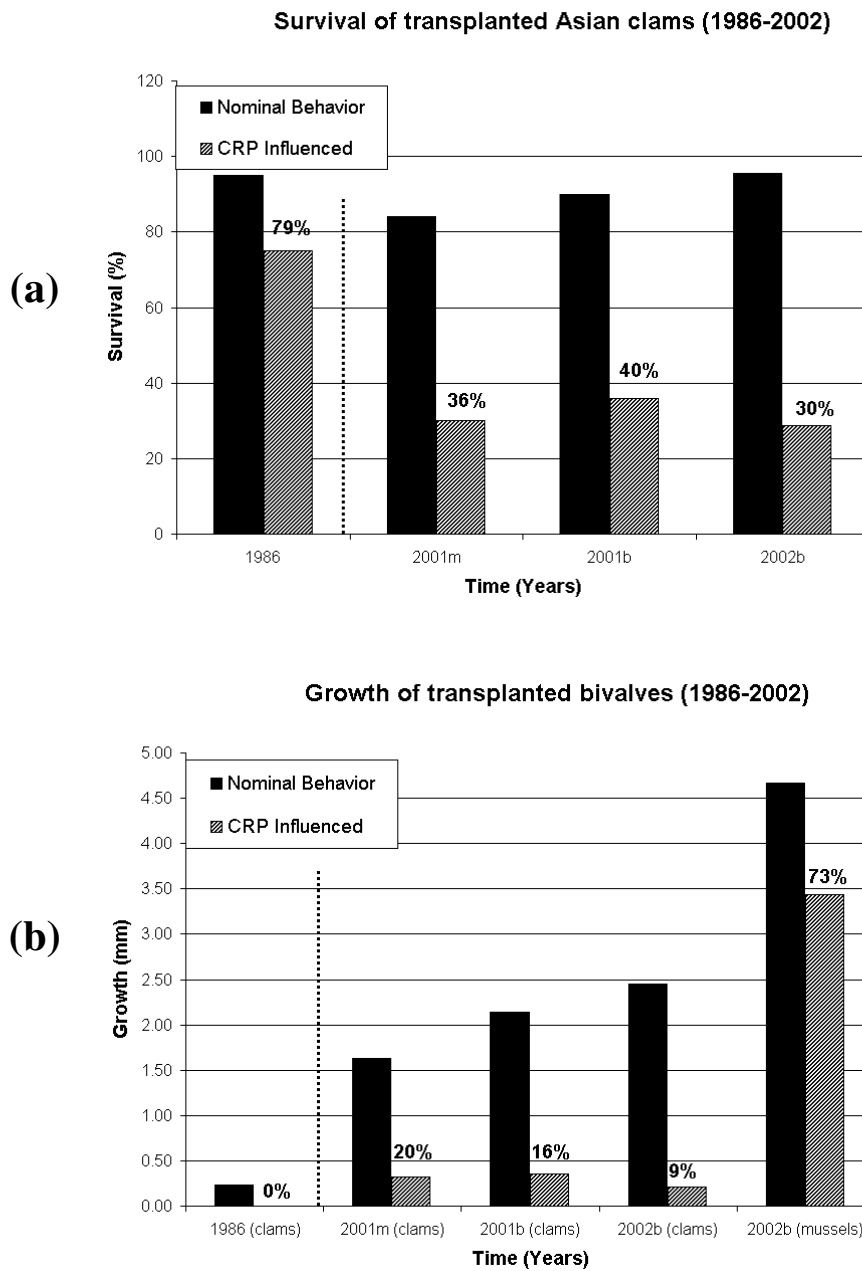 Survival of transplanted Asian clams (1986-2002)
(a)
120
100
80
60
40
20
0
Survival (%)
Nominal Behavior
CRP Influenced
79%
36%
40%
30%
1986
2001m
2001b
2002b
Time (Years)
Growth of transplanted bivalves (1986-2002)
(b)
5.00
4.50
4.00
3.50
3.00
2.50
2.00
1.50
1.00
0.50
0.00
Growth (mm)
Nominal Behavior
CRP Influenced
0%
20%
16%
9%
73%
1986 (clams)
2001m (clams)
2001b (clams)
2002b (clams)
2002b (mussels)
Time (Years)